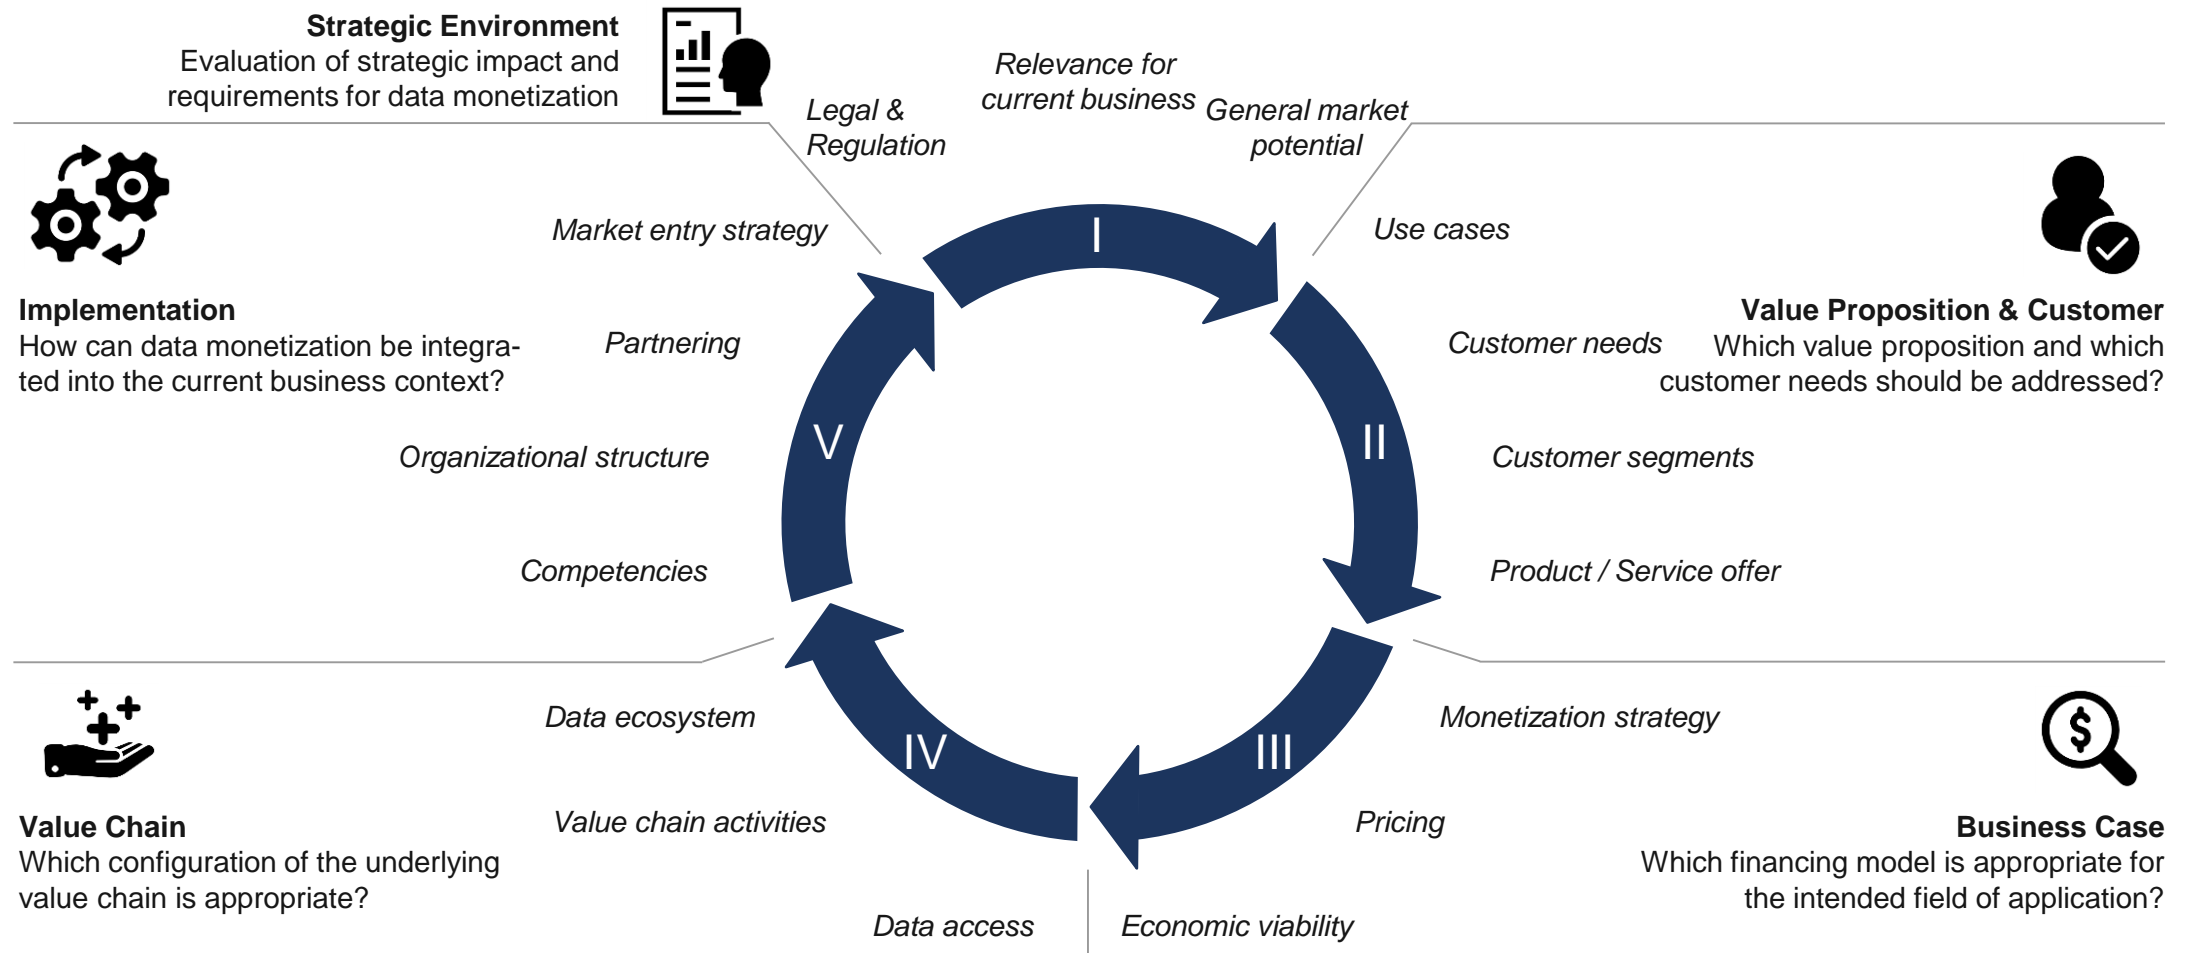 Strategic Environment
Evaluation of strategic impact and
requirements for data monetization
Legal &
Regulation
Relevance for
current business
General market
potential
I
Use cases
Customer needs
Customer segments
Product / Service offer
II
Value Proposition & Customer
Which value proposition and which
customer needs should be addressed?
Monetization strategy
Pricing
Economic viability
III
Business Case
Which financing model is appropriate for
the intended field of application?
Data ecosystem
Value chain activities
Data access
IV
Value Chain
Which configuration of the underlying
value chain is appropriate?
Market entry strategy
Partnering
Organizational structure
Competencies
V
Implementation
How can data monetization be integra-
ted into the current business context?
$